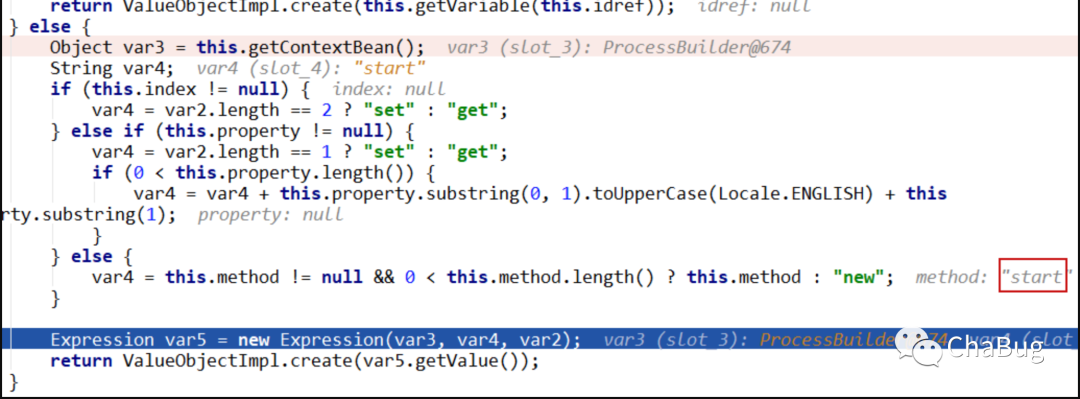 return ValueObjectImpl.create(this.getVariable(this.idref)); idref: null
} else {
Object var3 = this.getContextBean(); var3 (slot_3): ProcessBuilder@674
String var4; var4 (slot_4): "start"
if (this.index != null) { index: null
var4 = var2.length == 2 ? "set" : "get";
} else if (this.property != null) {
var4 = var2.length == 1 ? "set" : "get";
if (0 < this.property.length()) {
var4 = var4 + this.property.substring(0, 1).toUpperCase(Locale.ENGLISH) + this
rty.substring(1); property: null
}
} else {
var4 = this.method != null && 0 < this.method.length() ? this.method : "new"; method: "start"
}
Expression var5 = new Expression(var3, var4, var2); var3 (slot_3): ProcessBuilde 674 var4 (slot
return ValueObjectImpl.create(var5.getValue());
}
ChaBug